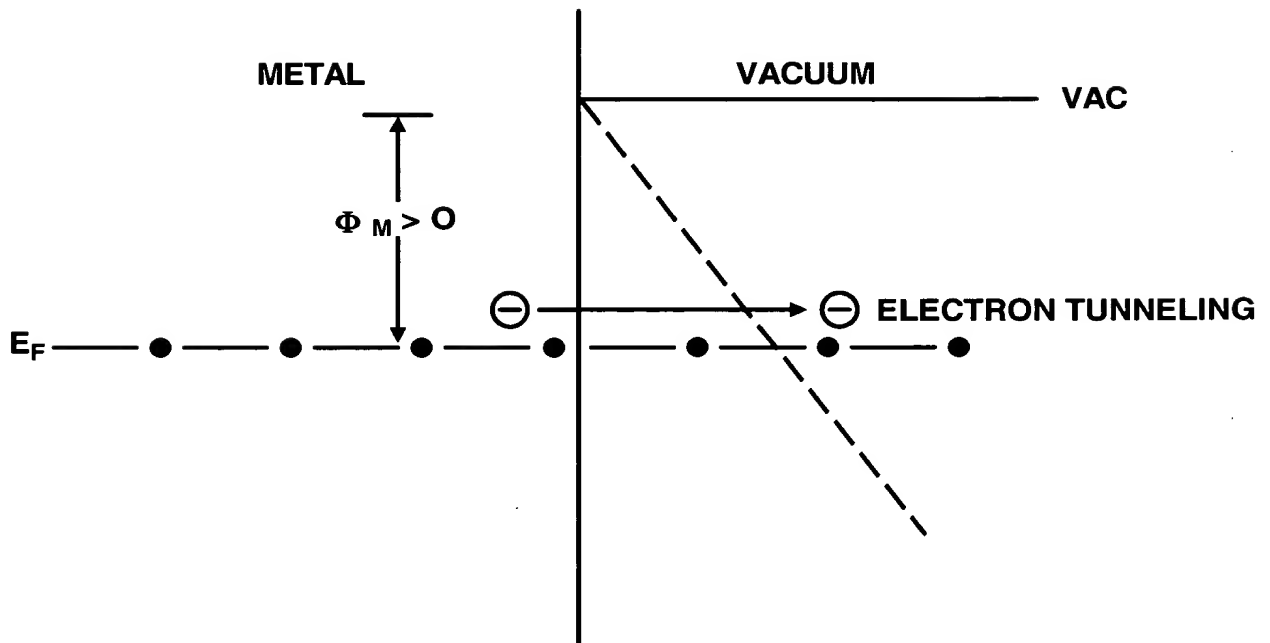 METAL
VACUUM
VAC
Φ M > O
⊖ ⊖ ELECTRON TUNNELING
EF